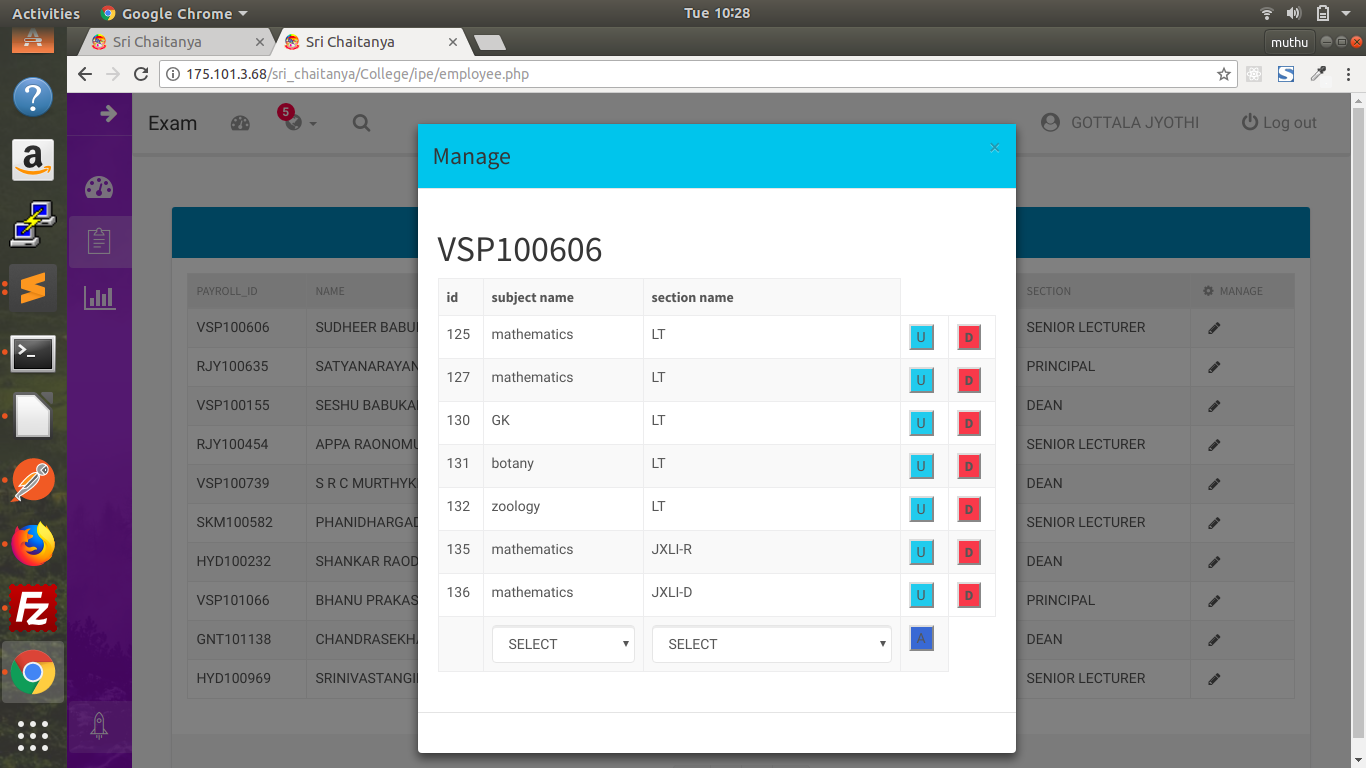 Activities Google Chrome Tue 10:28
Sri Chaitanya × Sri Chaitanya × muthu
175.101.3.68/sri_chaitanya/College/ipe/employee.php
Exam 5 GOTTALA JYOTHI Log out
Manage ×
VSP100606
id subject name section name
125 mathematics LT U D
127 mathematics LT U D
130 GK LT U D
131 botany LT U D
132 zoology LT U D
135 mathematics JXLI-R U D
136 mathematics JXLI-D U D
SELECT SELECT A
PAYROLL_ID NAME SECTION MANAGE
VSP100606 SUDHEER BABU SENIOR LECTURER
RJY100635 SATYANARAYAN PRINCIPAL
VSP100155 SESHU BABUKA DEAN
RJY100454 APPA RAONOMU SENIOR LECTURER
VSP100739 S R C MURTHYK DEAN
SKM100582 PHANIDHARGAD SENIOR LECTURER
HYD100232 SHANKAR RAOD DEAN
VSP101066 BHANU PRAKAS PRINCIPAL
GNT101138 CHANDRASEKHA DEAN
HYD100969 SRINIVASTANGI SENIOR LECTURER